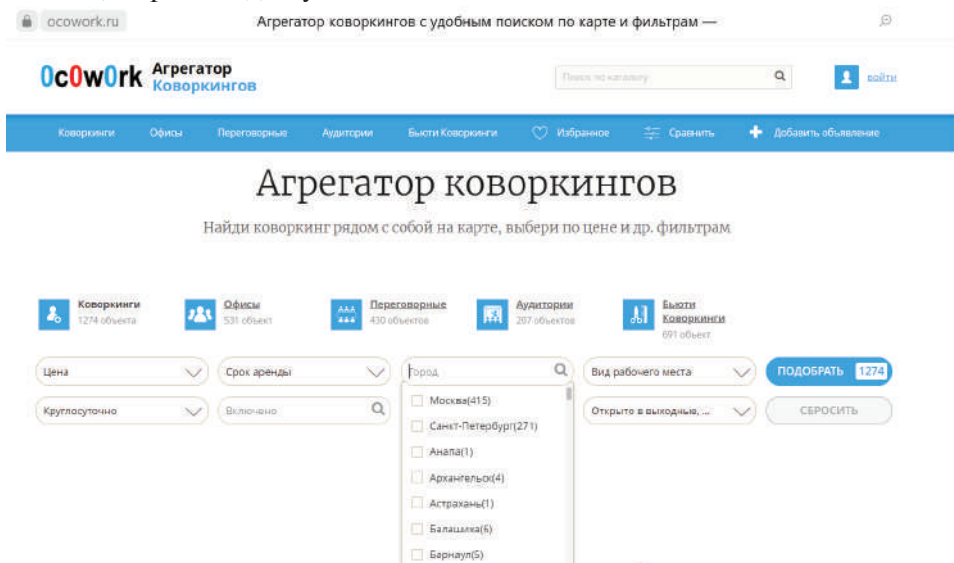 ocowork.ru
Агрегатор коворкингов с удобным поиском по карте и фильтрам —
0c0w0rk Агрегатор Коворкингов
Поиск по каталогу
войти
Коворкинги Офисы Переговорные Аудитории Бьюти Коворкинги Избранное Сравнить Добавить объявление
Агрегатор коворкингов
Найди коворкинг рядом с собой на карте, выбери по цене и др. фильтрам
Коворкинги
1274 объекта
Офисы
531 объект
Переговорные
430 объектов
Аудитории
207 объектов
Бьюти Коворкинги
691 объект
Цена
Срок аренды
Город
Вид рабочего места
ПОДОБРАТЬ 1274
Круглосуточно
Включено
Открыто в выходные, ...
СБРОСИТЬ
Москва(415)
Санкт-Петербург(271)
Анапа(1)
Архангельск(4)
Астрахань(1)
Балашиха(6)
Барнаул(5)